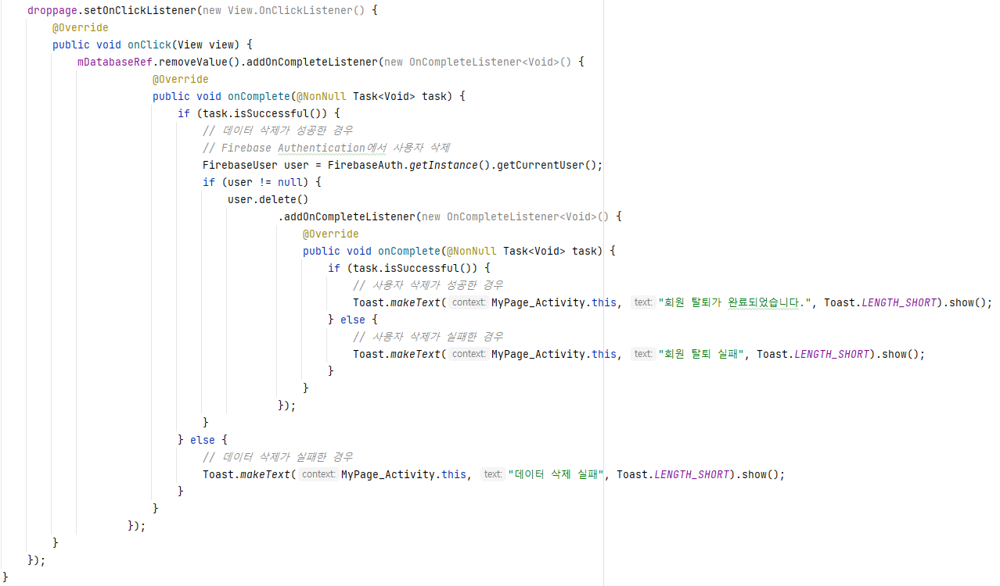 droppage.setOnClickListener(new View.OnClickListener() {
@Override
public void onClick(View view) {
mDatabaseRef.removeValue().addOnCompleteListener(new OnCompleteListener<Void>() {
@Override
public void onComplete(@NonNull Task<Void> task) {
if (task.isSuccessful()) {
// 데이터 삭제가 성공한 경우
// Firebase Authentication에서 사용자 삭제
FirebaseUser user = FirebaseAuth.getInstance().getCurrentUser();
if (user != null) {
user.delete()
.addOnCompleteListener(new OnCompleteListener<Void>() {
@Override
public void onComplete(@NonNull Task<Void> task) {
if (task.isSuccessful()) {
// 사용자 삭제가 성공한 경우
Toast.makeText( context: MyPage_Activity.this, text: "회원 탈퇴가 완료되었습니다.", Toast.LENGTH_SHORT).show();
} else {
// 사용자 삭제가 실패한 경우
Toast.makeText( context: MyPage_Activity.this, text: "회원 탈퇴 실패", Toast.LENGTH_SHORT).show();
}
}
});
}
} else {
// 데이터 삭제가 실패한 경우
Toast.makeText( context: MyPage_Activity.this, text: "데이터 삭제 실패", Toast.LENGTH_SHORT).show();
}
}
});
}
});
}